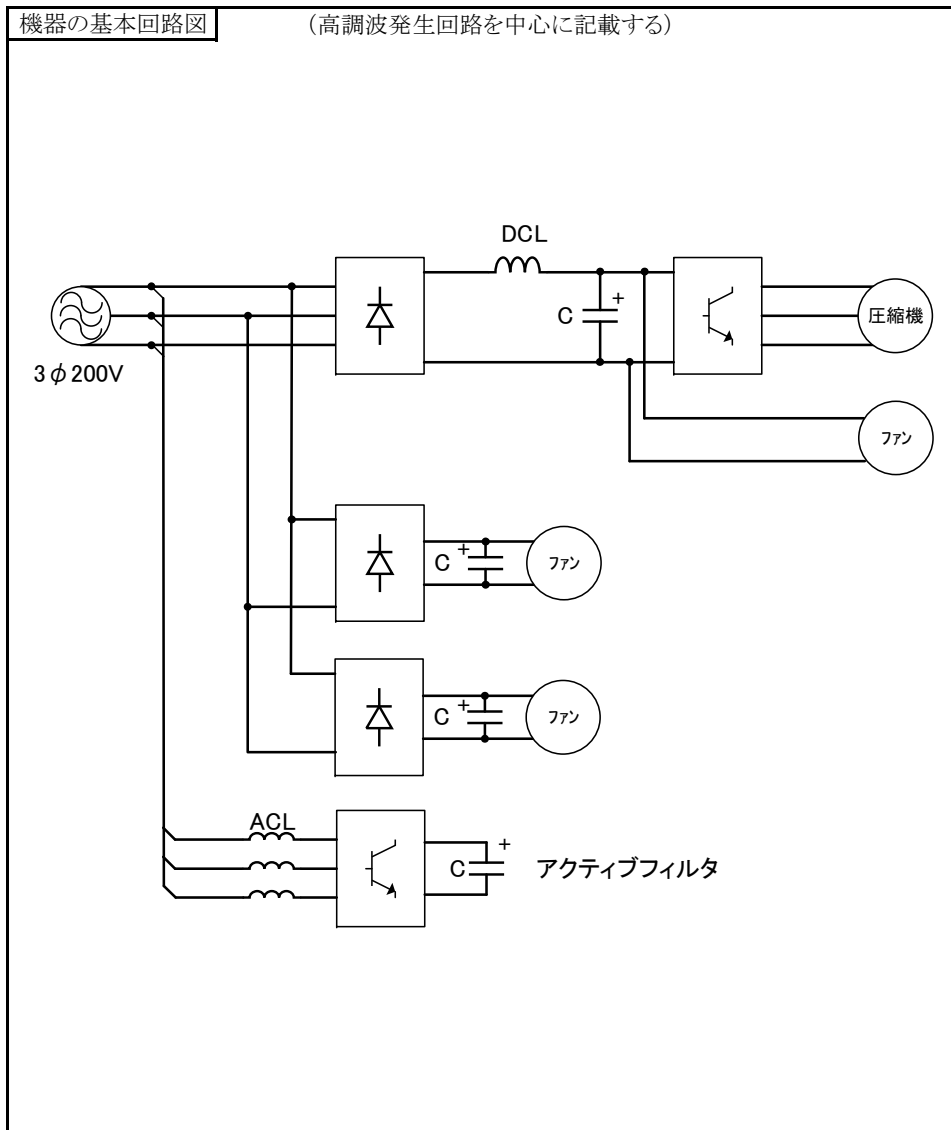 機器の基本回路図 (高調波発生回路を中心に記載する)
DCL
C +
圧縮機
3φ200V
ファン
C + ファン
C + ファン
ACL
C + アクティブフィルタ